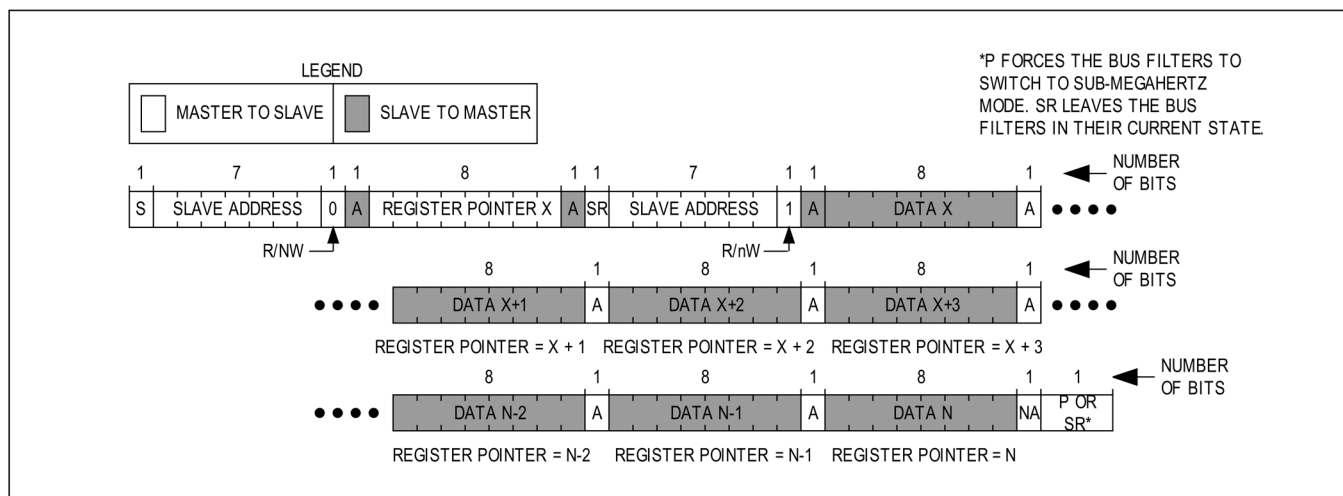 *P FORCES THE BUS FILTERS TO
SWITCH TO SUB-MEGAHERTZ
MODE. SR LEAVES THE BUS
FILTERS IN THEIR CURRENT STATE.
LEGEND
MASTER TO SLAVE SLAVE TO MASTER
1 7 1 1 8 1 1 7 1 1 8 1 NUMBER
OF BITS
S SLAVE ADDRESS 0 A REGISTER POINTER X A SR SLAVE ADDRESS 1 A DATA X A
R/NW R/nW
8 1 8 1 8 1 NUMBER
OF BITS
DATA X+1 A DATA X+2 A DATA X+3 A
REGISTER POINTER = X + 1 REGISTER POINTER = X + 2 REGISTER POINTER = X + 3
8 1 8 1 8 1 1 NUMBER
OF BITS
DATA N-2 A DATA N-1 A DATA N NA P OR
SR*
REGISTER POINTER = N-2 REGISTER POINTER = N-1 REGISTER POINTER = N